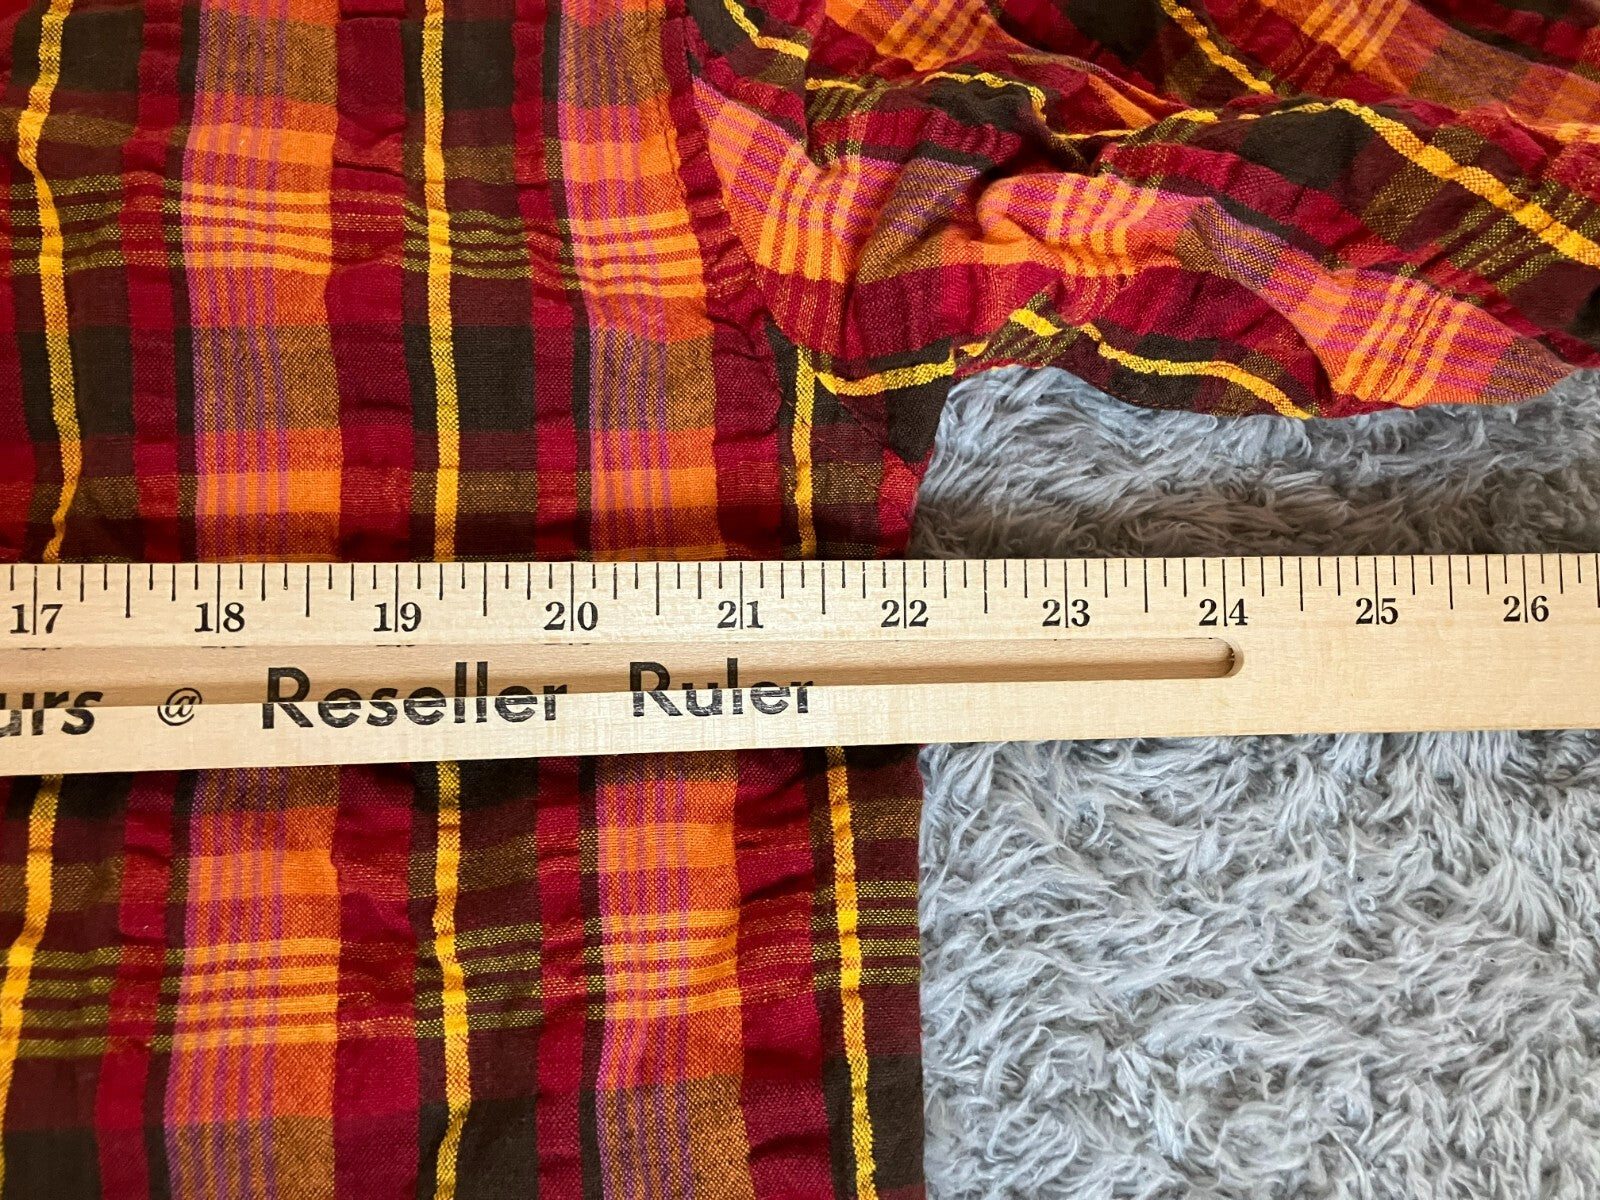 17 18 19 20 21 22 23 24 25 26
urs @ Reseller Ruler